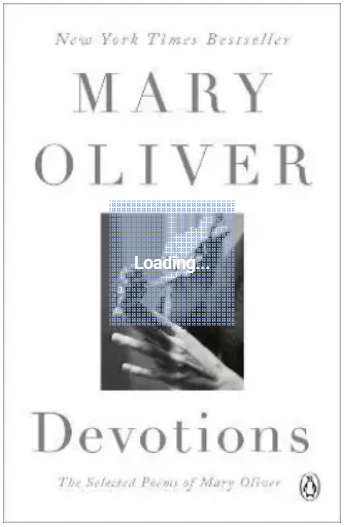 New York Times Bestseller
MARY
OLIVER
Loading...
Devotions
The Selected Poems of Mary Oliver